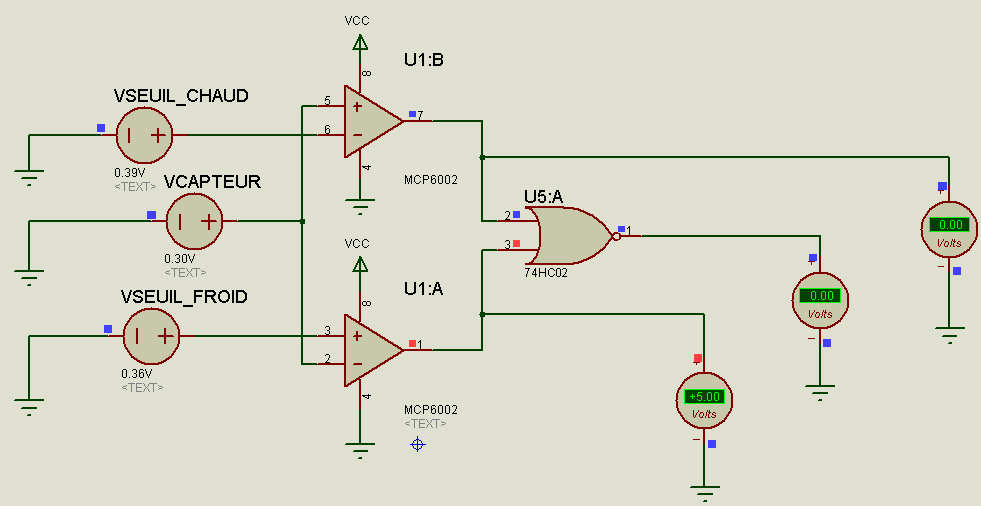 VCC
U1:B
8
VSEUIL_CHAUD
5
+
7
6
−
0.39V
<TEXT>
4
MCP6002
VCAPTEUR
U5:A
2
1
3
0.30V
<TEXT>
74HC02
VCC
VSEUIL_FROID
8
U1:A
3
+
1
2
−
0.36V
<TEXT>
4
MCP6002
<TEXT>
+
0.00
Volts
−
+
0.00
Volts
−
+
+5.00
Volts
−